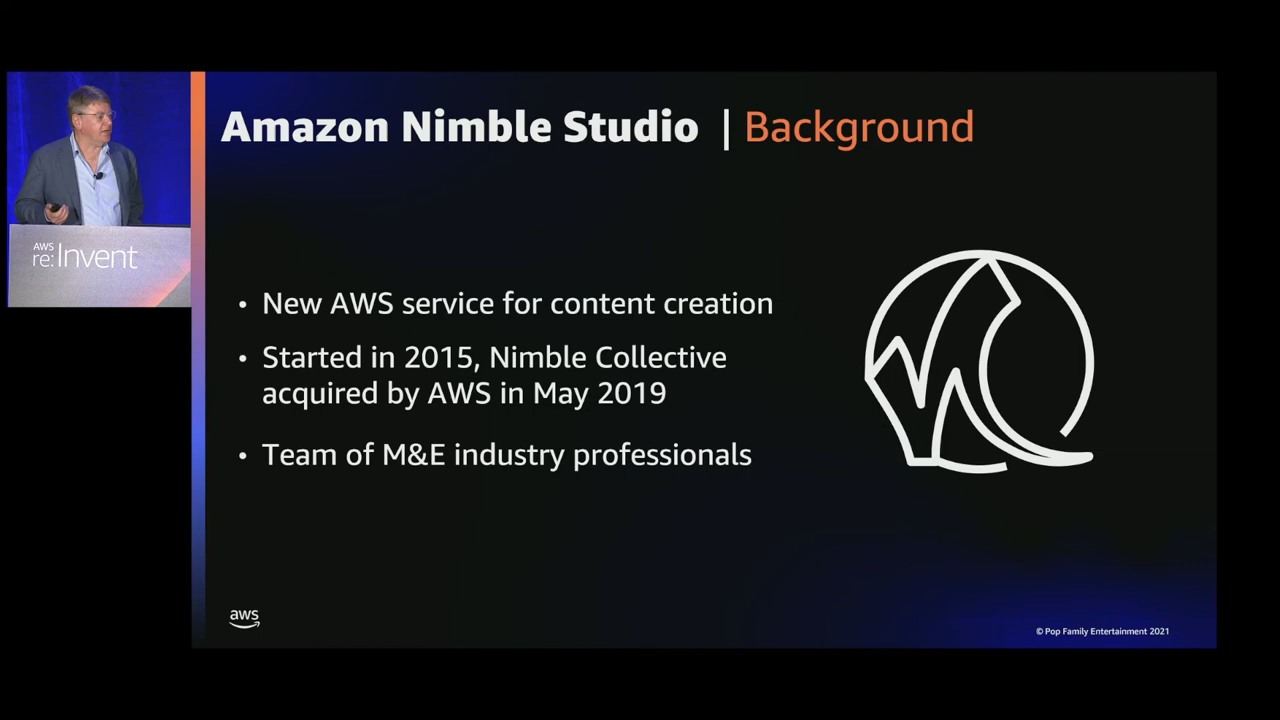 Amazon Nimble Studio | Background
AWS
re:Invent
• New AWS service for content creation
• Started in 2015, Nimble Collective
acquired by AWS in May 2019
• Team of M&E industry professionals
aws
© Pop Family Entertainment 2021